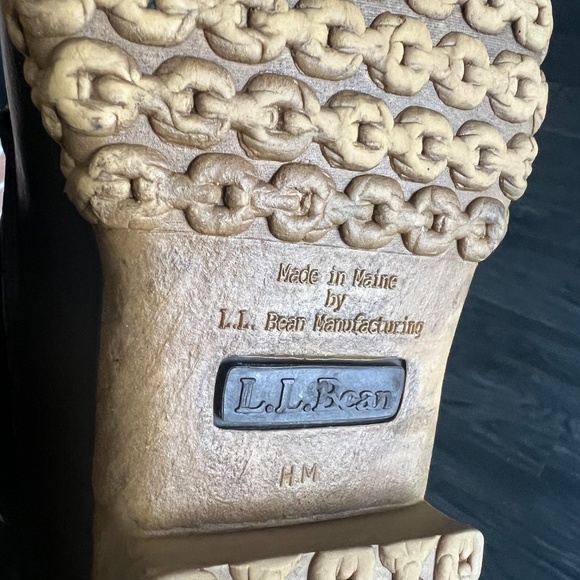 Made in Maine
by
L.L. Bean Manufacturing
L.L.Bean
H.M